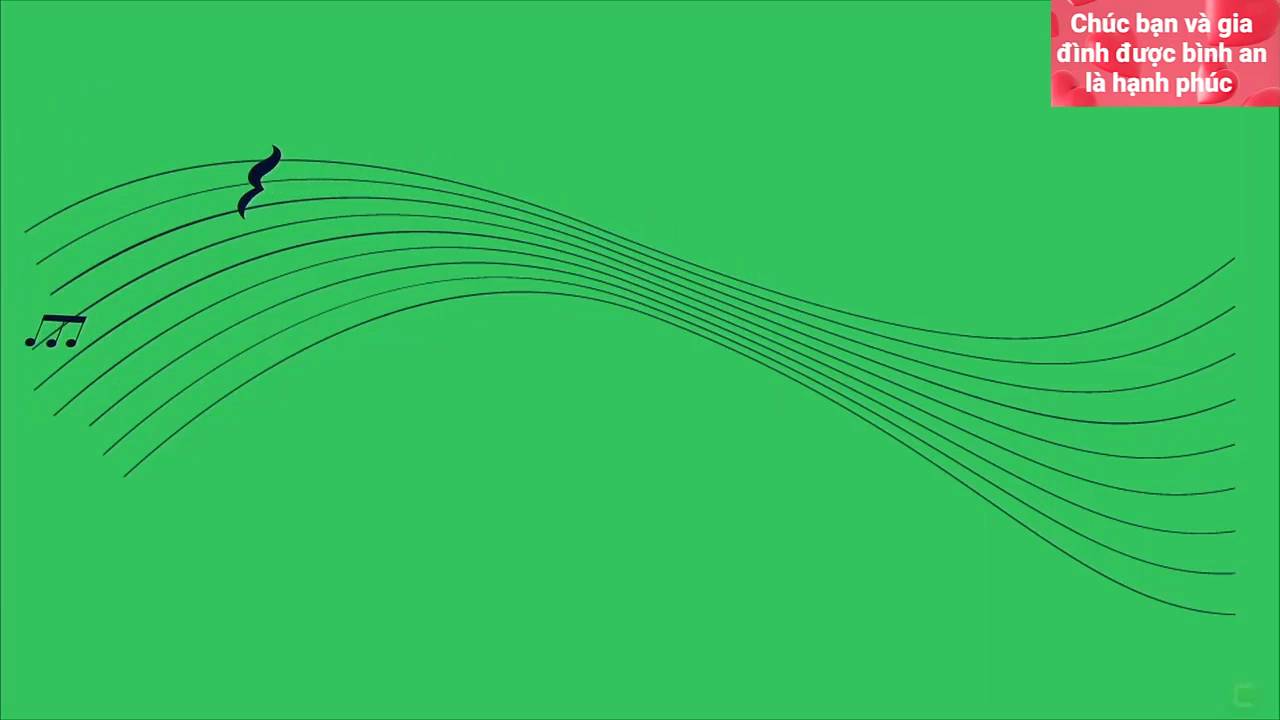 Chúc bạn và gia
đình được bình an
là hạnh phúc